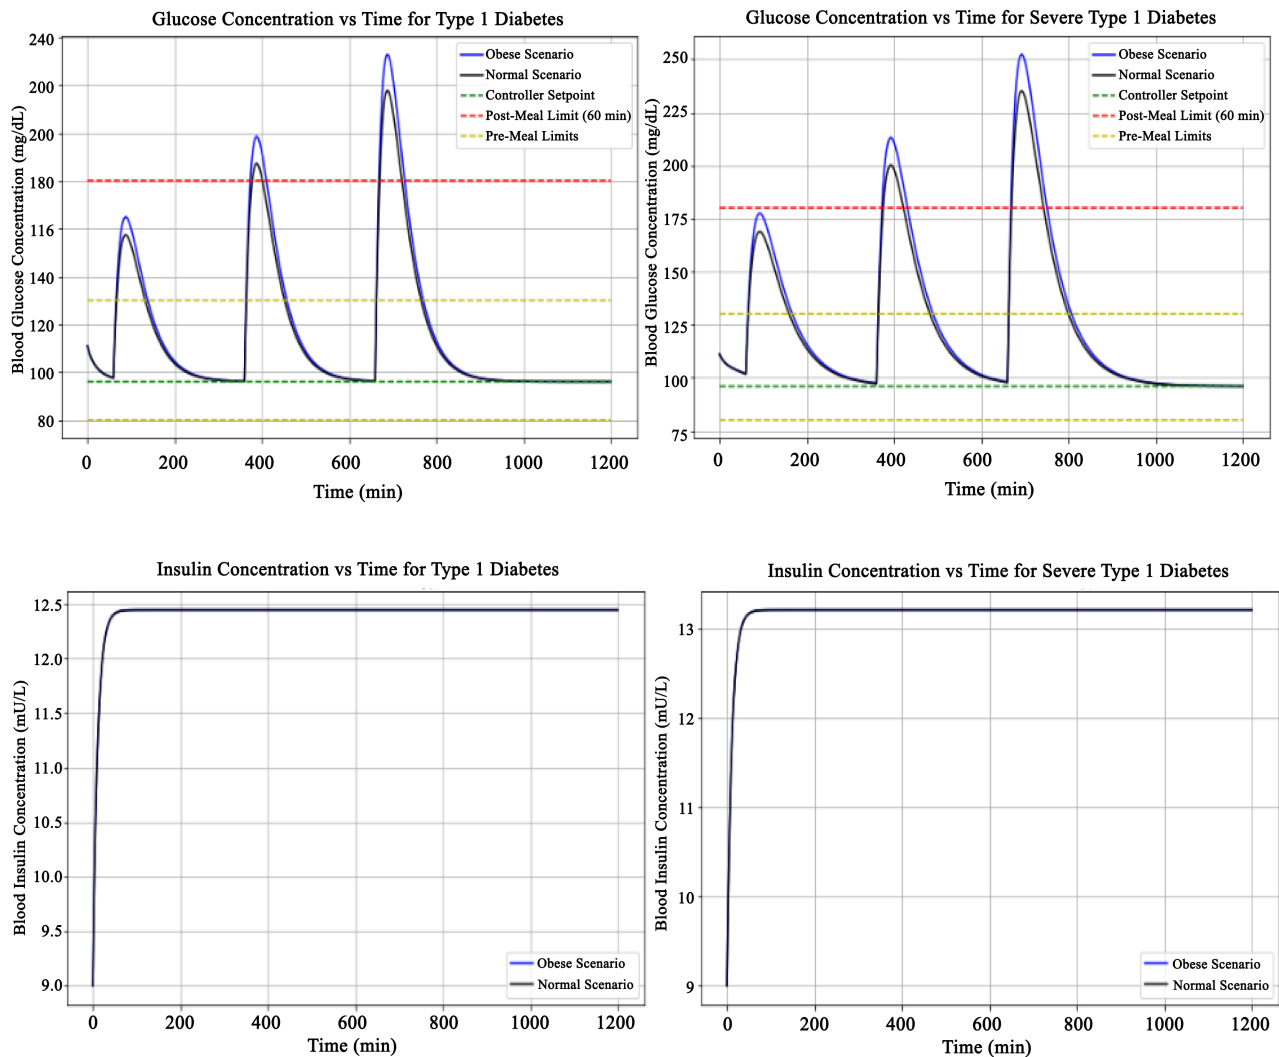 Glucose Concentration vs Time for Type 1 Diabetes
240
200
200
180
116
140
120
100
80
Blood Glucose Concentration (mg/dL)
Obese Scenario
Normal Scenario
Controller Setpoint
Post-Meal Limit (60 min)
Pre-Meal Limits
0 200 400 600 800 1000 1200
Time (min)
Glucose Concentration vs Time for Severe Type 1 Diabetes
250
225
200
175
150
125
100
75
Blood Glucose Concentration (mg/dL)
Obese Scenario
Normal Scenario
Controller Setpoint
Post-Meal Limit (60 min)
Pre-Meal Limits
0 200 400 600 800 1000 1200
Time (min)
Insulin Concentration vs Time for Type 1 Diabetes
12.5
12.0
11.5
11.0
10.5
10.0
9.5
9.0
Blood Insulin Concentration (mU/L)
Obese Scenario
Normal Scenario
0 200 400 600 800 1000 1200
Time (min)
Insulin Concentration vs Time for Severe Type 1 Diabetes
13
12
11
10
9
Blood Insulin Concentration (mU/L)
Obese Scenario
Normal Scenario
0 200 400 600 800 1000 1200
Time (min)